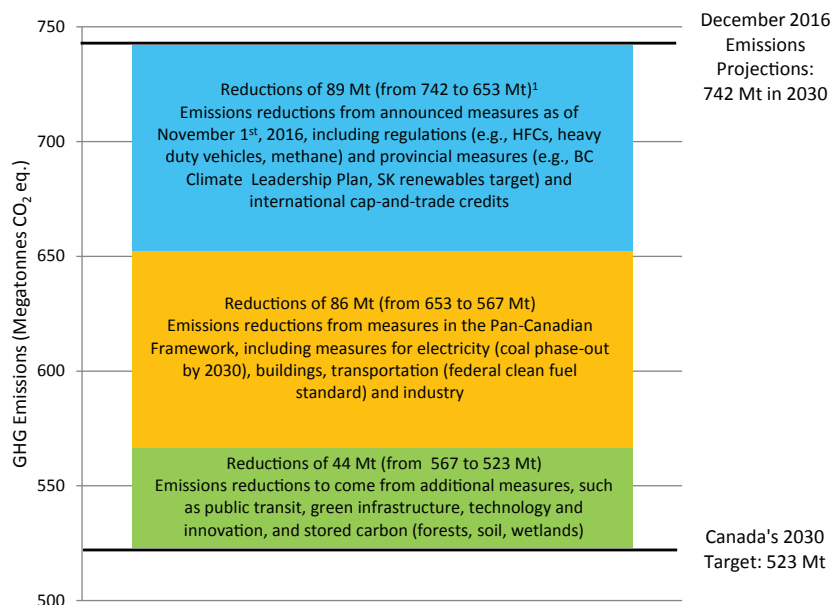 750
700
650
600
550
500
GHG Emissions (Megatonnes CO₂ eq.)
Reductions of 89 Mt (from 742 to 653 Mt)¹
Emissions reductions from announced measures as of
November 1ˢᵗ, 2016, including regulations (e.g., HFCs, heavy
duty vehicles, methane) and provincial measures (e.g., BC
Climate Leadership Plan, SK renewables target) and
international cap-and-trade credits
Reductions of 86 Mt (from 653 to 567 Mt)
Emissions reductions from measures in the Pan-Canadian
Framework, including measures for electricity (coal phase-out
by 2030), buildings, transportation (federal clean fuel
standard) and industry
Reductions of 44 Mt (from 567 to 523 Mt)
Emissions reductions to come from additional measures, such
as public transit, green infrastructure, technology and
innovation, and stored carbon (forests, soil, wetlands)
December 2016
Emissions
Projections:
742 Mt in 2030
Canada's 2030
Target: 523 Mt